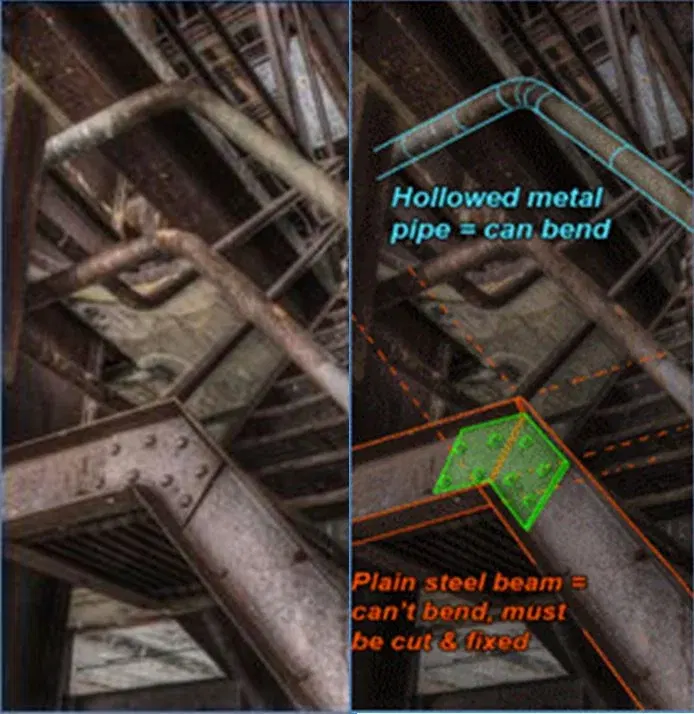 Hollowed metal
pipe = can bend
Plain steel beam =
can't bend, must
be cut & fixed